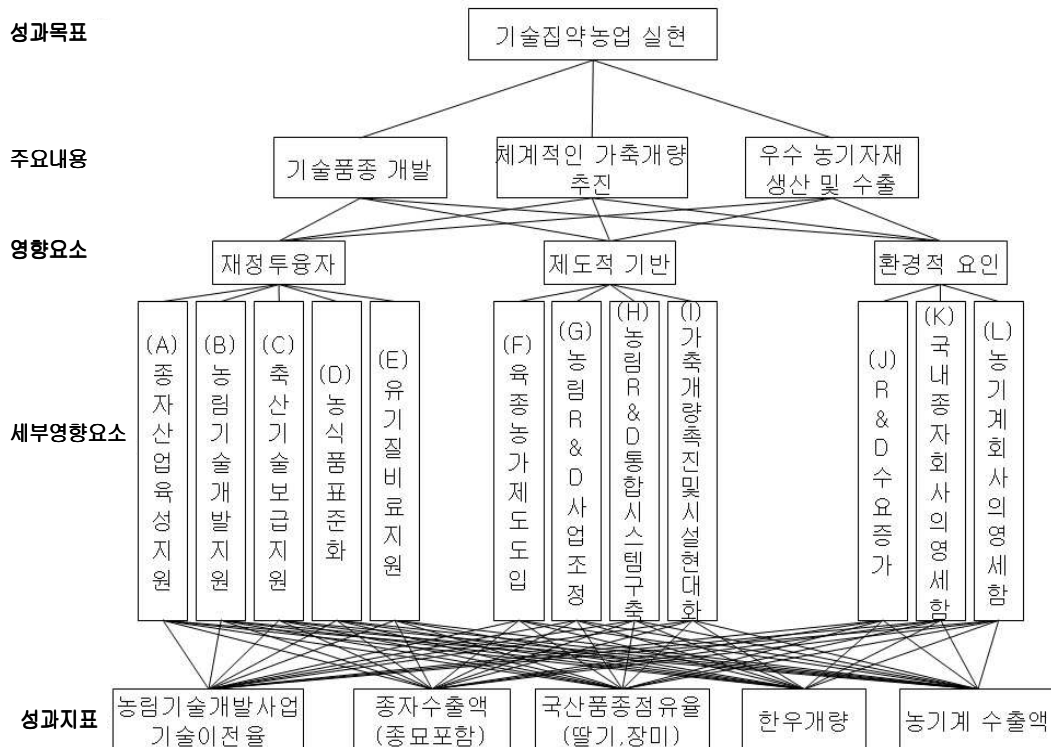 성과목표
기술집약농업 실현
주요내용
기술품종 개발
체계적인 가축개량
추진
우수 농기자재
생산 및 수출
영향요소
재정투융자
제도적 기반
환경적 요인
세부영향요소
(A)종자산업육성지원
(B)농림기술개발지원
(C)축산기술보급지원
(D)농식품표준화
(E)유기질비료지원
(F)육종농가제도도입
(G)농림R&D사업조정
(H)농림R&D통합시스템구축
(I)가축개량촉진및시설현대화
(J)R&D수요증가
(K)국내종자회사의영세함
(L)농기계회사의영세함
성과지표
농림기술개발사업
기술이전율
종자수출액
(종묘포함)
국산품종점유율
(딸기,장미)
한우개량
농기계 수출액